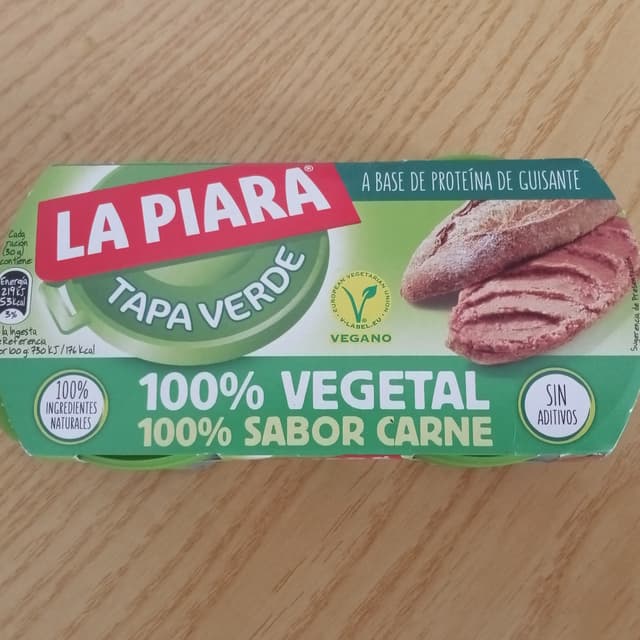 LA PIARA®
TAPA VERDE
A BASE DE PROTEÍNA DE GUISANTE
Cada
ración
(30 g)
contiene
Energía
219 kJ
53 kcal
3%
la Ingesta
Referencia
or 100 g: 730 kJ / 176 kcal
EUROPEAN VEGETARIAN UNION
V-LABEL.EU
VEGANO
Sugerencia de
100%
INGREDIENTES
NATURALES
100% VEGETAL
100% SABOR CARNE
SIN
ADITIVOS